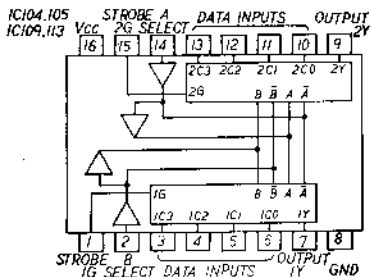 IC104.105
IC109.113
STROBE A
2G SELECT
DATA INPUTS
OUTPUT
2Y
Vcc
16 15 14 13 12 11 10 9
2C3 2C2 2C1 2C0 2Y
2G
B B̅ A A̅
B B̅ A A̅
1G
1C3 1C2 1C1 1C0 1Y
1 2 3 4 5 6 7 8
STROBE B
1G SELECT
DATA INPUTS
OUTPUT
1Y
GND